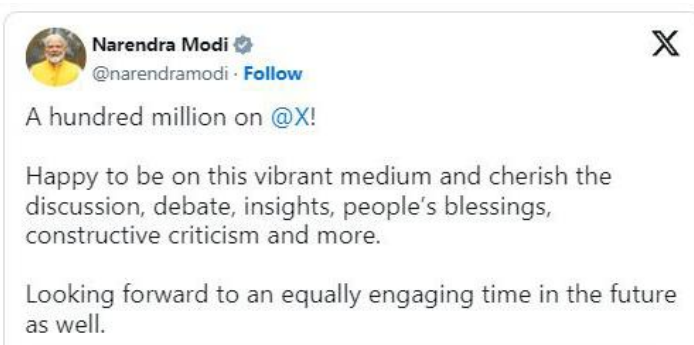 Narendra Modi
@narendramodi · Follow
A hundred million on @X!
Happy to be on this vibrant medium and cherish the
discussion, debate, insights, people’s blessings,
constructive criticism and more.
Looking forward to an equally engaging time in the future
as well.